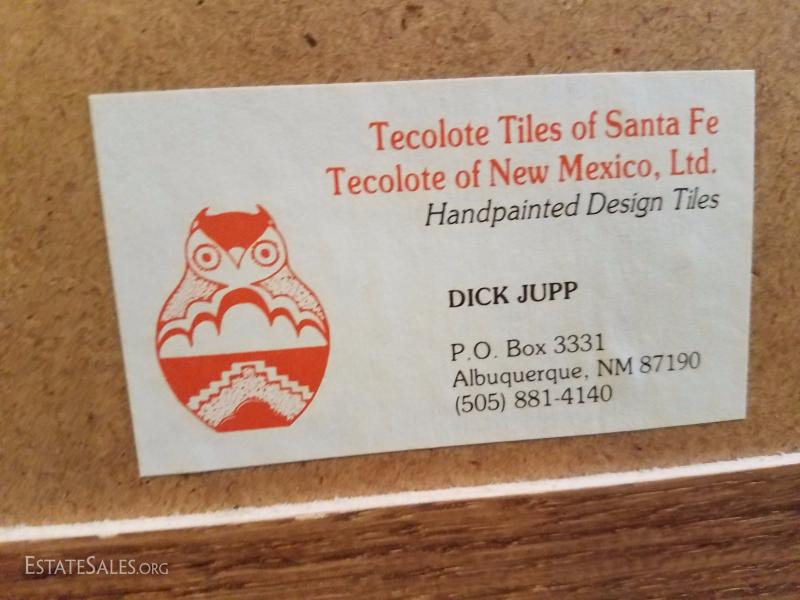 Tecolote Tiles of Santa Fe
Tecolote of New Mexico, Ltd.
Handpainted Design Tiles
DICK JUPP
P.O. Box 3331
Albuquerque, NM 87190
(505) 881-4140
ESTATESALES.ORG